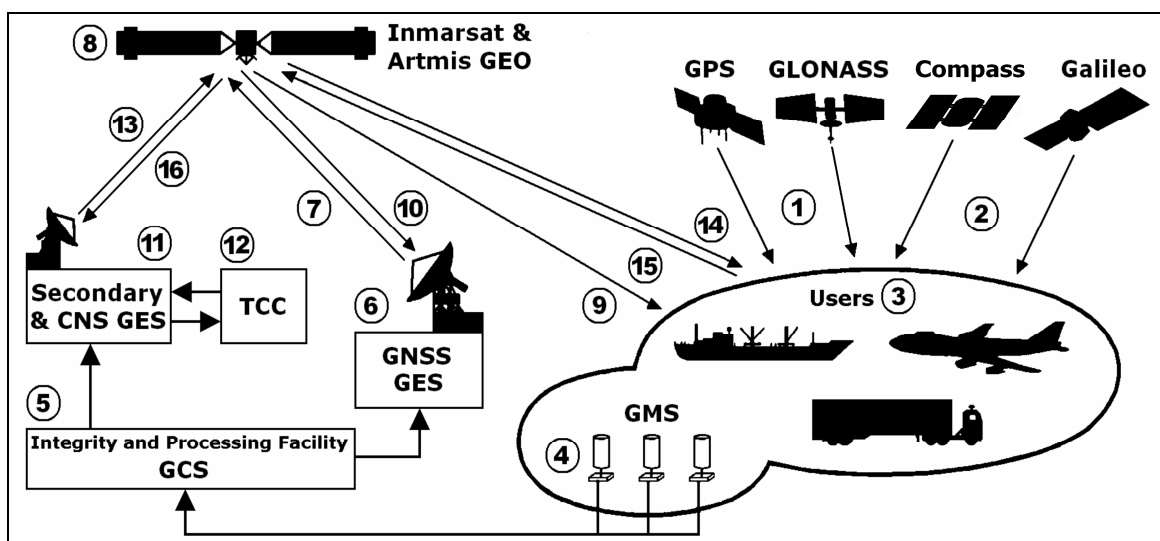 8
Inmarsat &
Artmis GEO
GPS
GLONASS
Compass
Galileo
13
16
7
10
1
2
14
15
9
11
12
Secondary
& CNS GES
TCC
6
Users 3
GNSS
GES
5
GMS
4
Integrity and Processing Facility
GCS